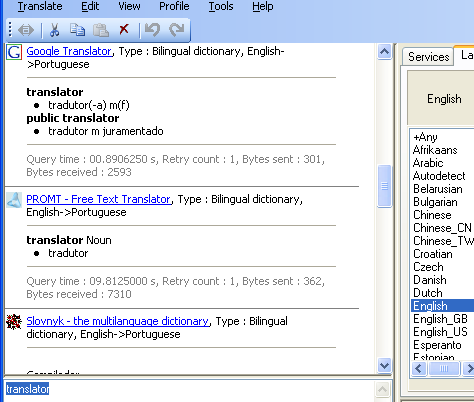 Translate Edit View Profile Tools Help
Google Translator, Type : Bilingual dictionary, English-
>Portuguese
translator
• tradutor(-a) m(f)
public translator
• tradutor m juramentado
Query time : 00.8906250 s, Retry count : 1, Bytes sent : 301,
Bytes received : 2593
PROMT - Free Text Translator, Type : Bilingual dictionary,
English->Portuguese
translator Noun
• tradutor
Query time : 09.8125000 s, Retry count : 1, Bytes sent : 362,
Bytes received : 7310
Slovnyk - the multilanguage dictionary, Type : Bilingual
dictionary, English->Portuguese
translator
Services La
English
+Any
Afrikaans
Arabic
Autodetect
Belarusian
Bulgarian
Chinese
Chinese_CN
Chinese_TW
Croatian
Czech
Danish
Dutch
English
English_GB
English_US
Esperanto
Estonian